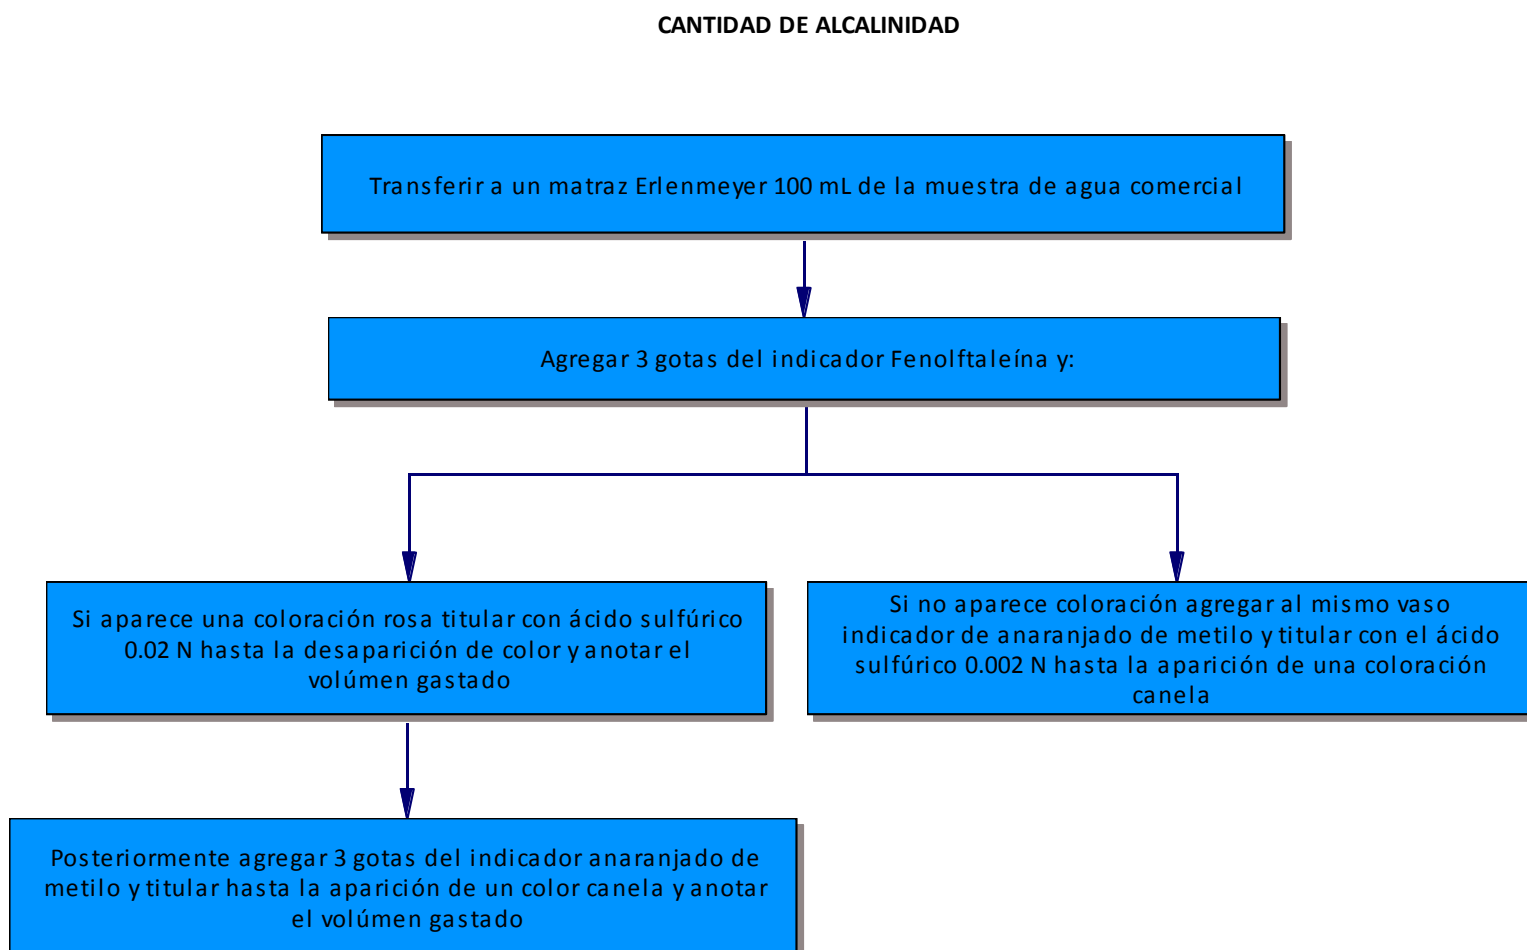 CANTIDAD DE ALCALINIDAD
Transferir a un matraz Erlenmeyer 100 mL de la muestra de agua comercial
Agregar 3 gotas del indicador Fenolftaleína y:
Si aparece una coloración rosa titular con ácido sulfúrico
0.02 N hasta la desaparición de color y anotar el
volúmen gastado
Si no aparece coloración agregar al mismo vaso
indicador de anaranjado de metilo y titular con el ácido
sulfúrico 0.002 N hasta la aparición de una coloración
canela
Posteriormente agregar 3 gotas del indicador anaranjado de
metilo y titular hasta la aparición de un color canela y anotar
el volúmen gastado